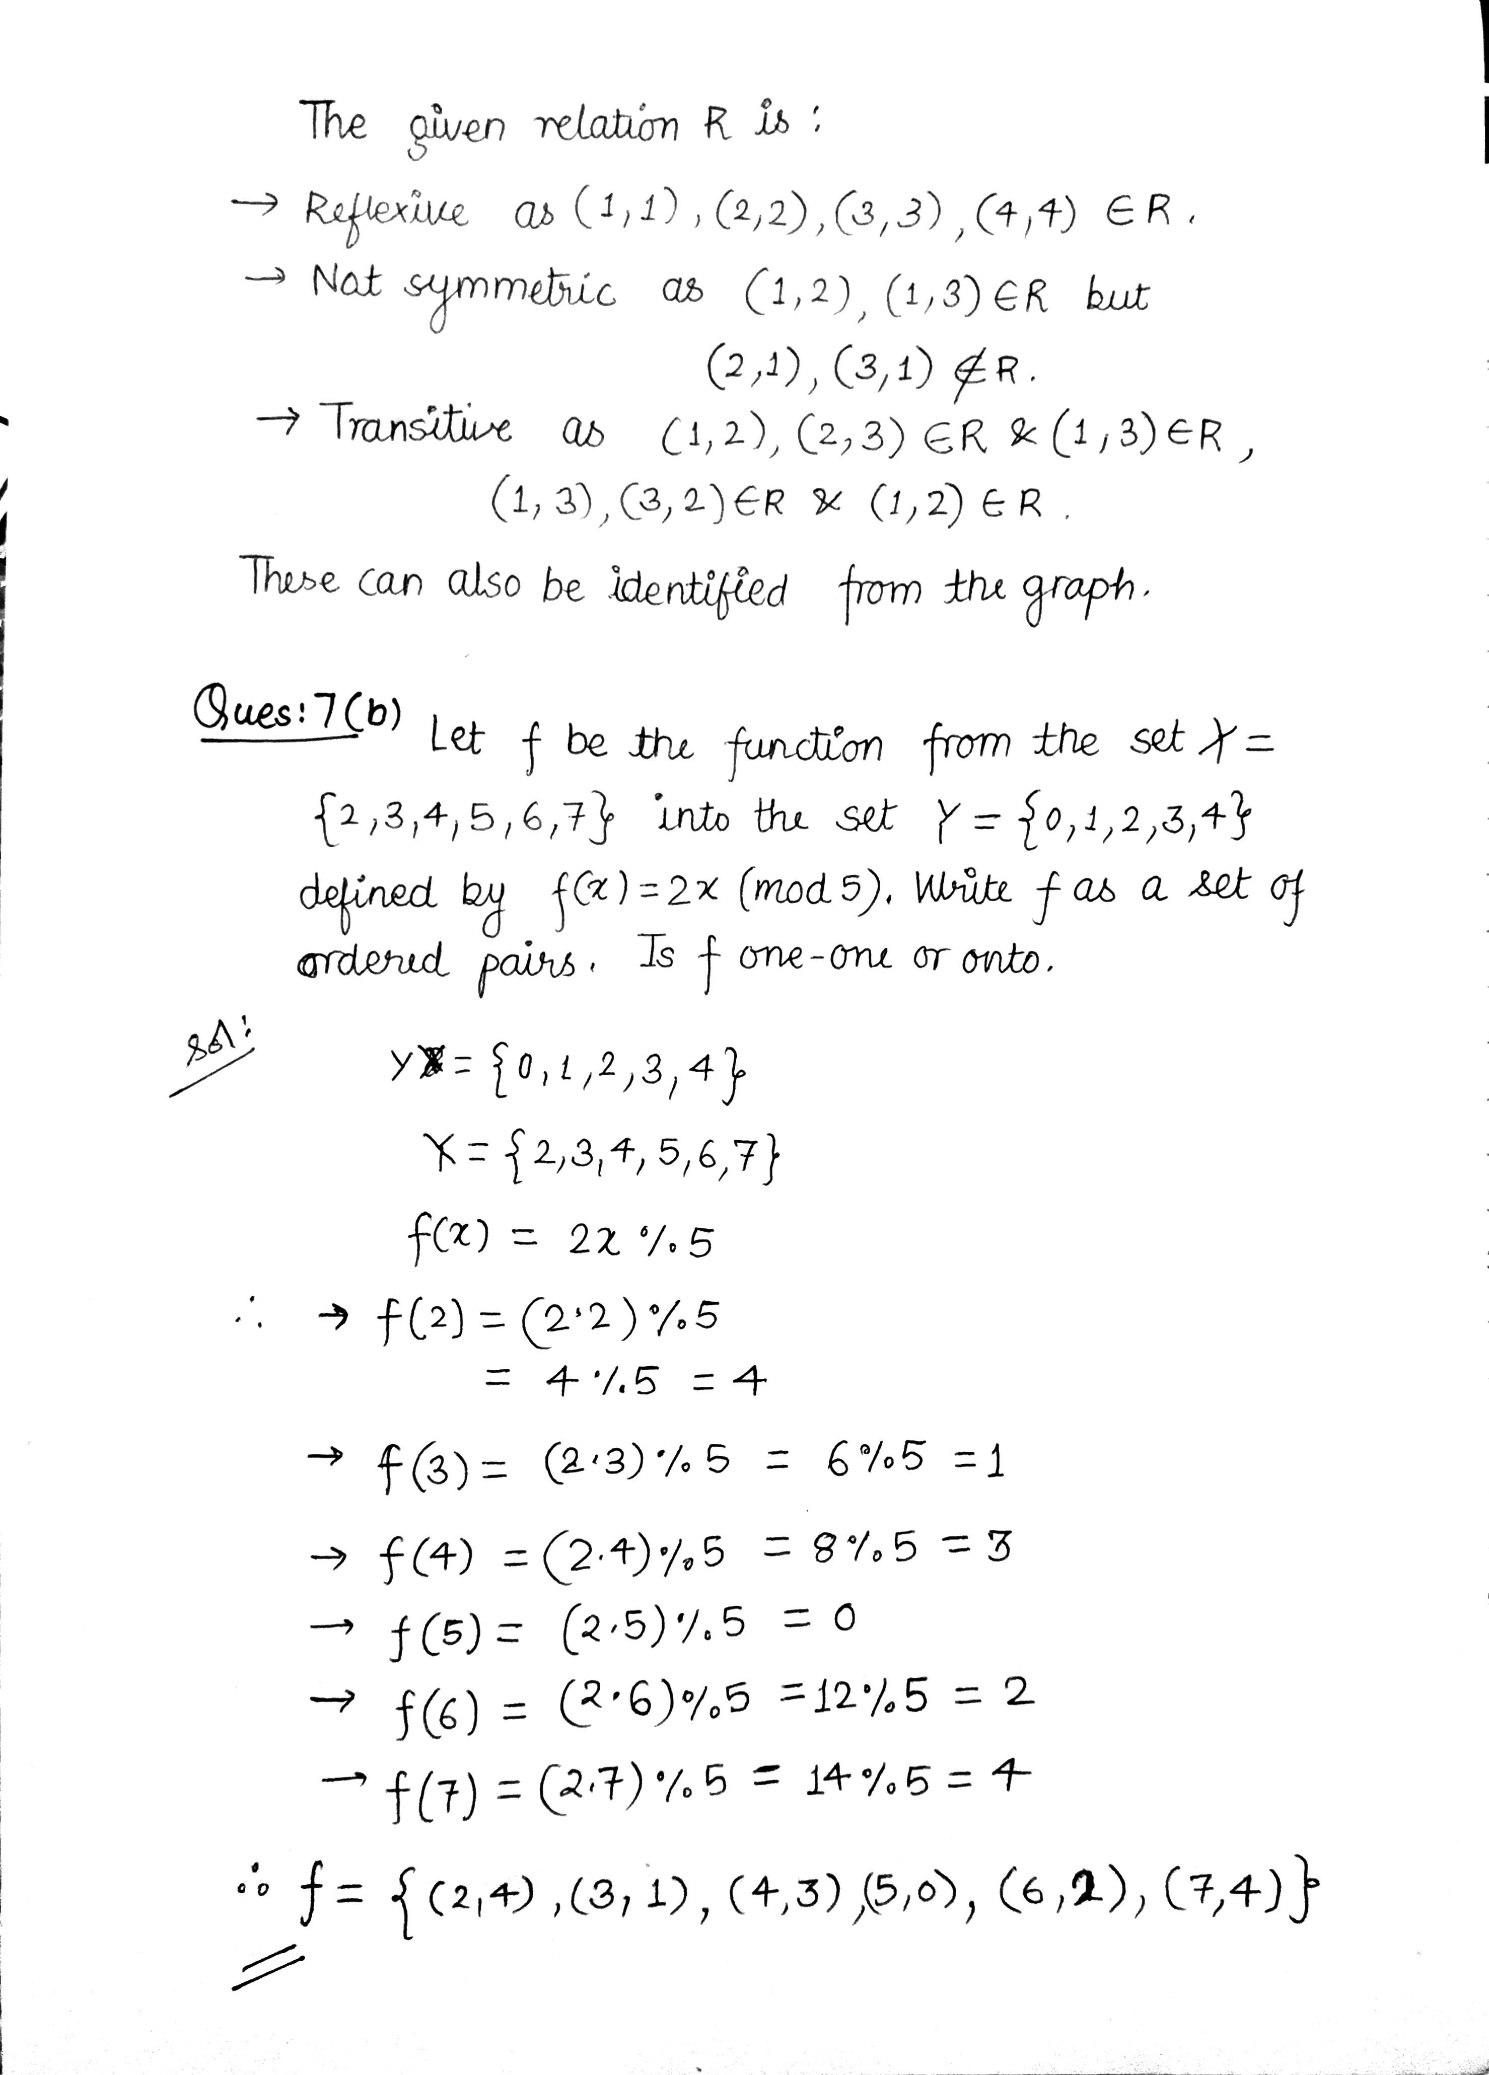 The given relation R is :
→ Reflexive as (1,1), (2,2), (3,3), (4,4) ∈ R.
→ Not symmetric as (1,2), (1,3) ∈ R but
(2,1), (3,1) ∉ R.
→ Transitive as (1,2), (2,3) ∈ R & (1,3) ∈ R,
(1,3), (3,2) ∈ R & (1,2) ∈ R.
These can also be identified from the graph.
Ques: 7(b) Let f be the function from the set X =
{2,3,4,5,6,7} into the set Y = {0,1,2,3,4}
defined by f(x) = 2x (mod 5). Write f as a set of
ordered pairs. Is f one-one or onto.
Sol:
Y = {0,1,2,3,4}
X = {2,3,4,5,6,7}
f(x) = 2x % 5
∴ → f(2) = (2·2) % 5
= 4 % 5 = 4
→ f(3) = (2·3) % 5 = 6 % 5 = 1
→ f(4) = (2·4) % 5 = 8 % 5 = 3
→ f(5) = (2·5) % 5 = 0
→ f(6) = (2·6) % 5 = 12 % 5 = 2
→ f(7) = (2·7) % 5 = 14 % 5 = 4
∴ f = {(2,4), (3,1), (4,3), (5,0), (6,2), (7,4)}